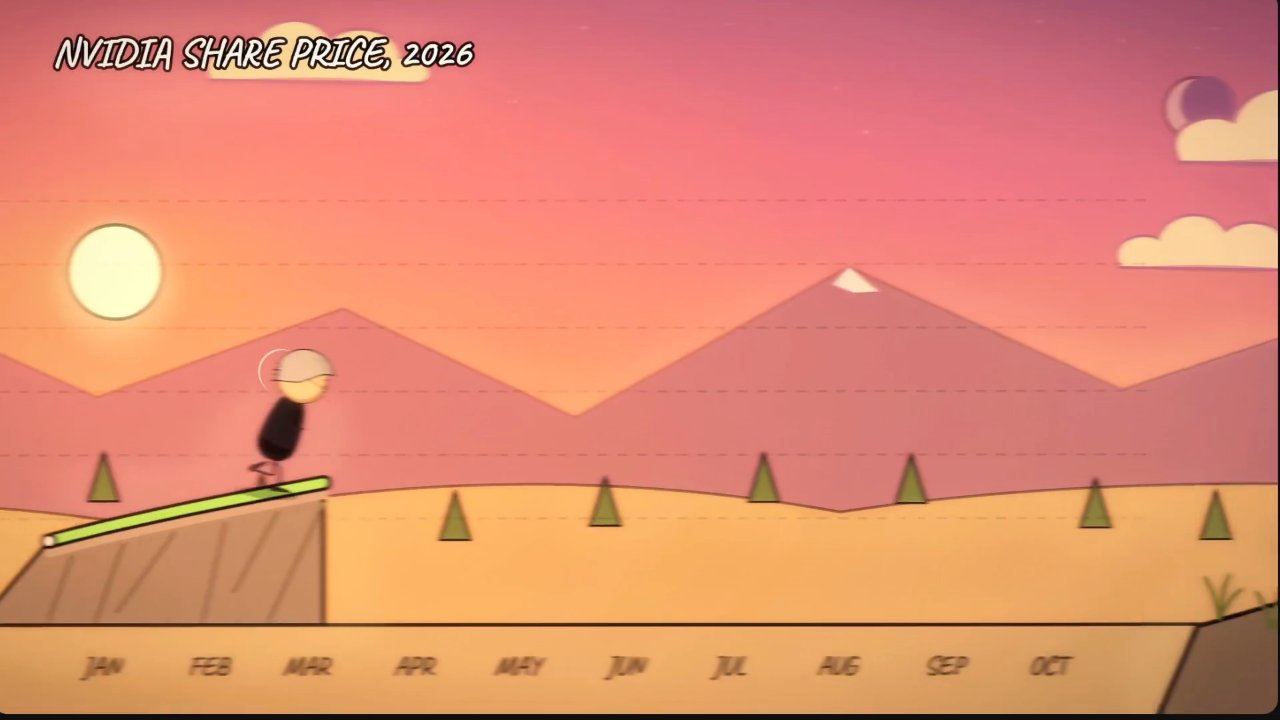 NVIDIA SHARE PRICE, 2026
JAN FEB MAR APR MAY JUN JUL AUG SEP OCT